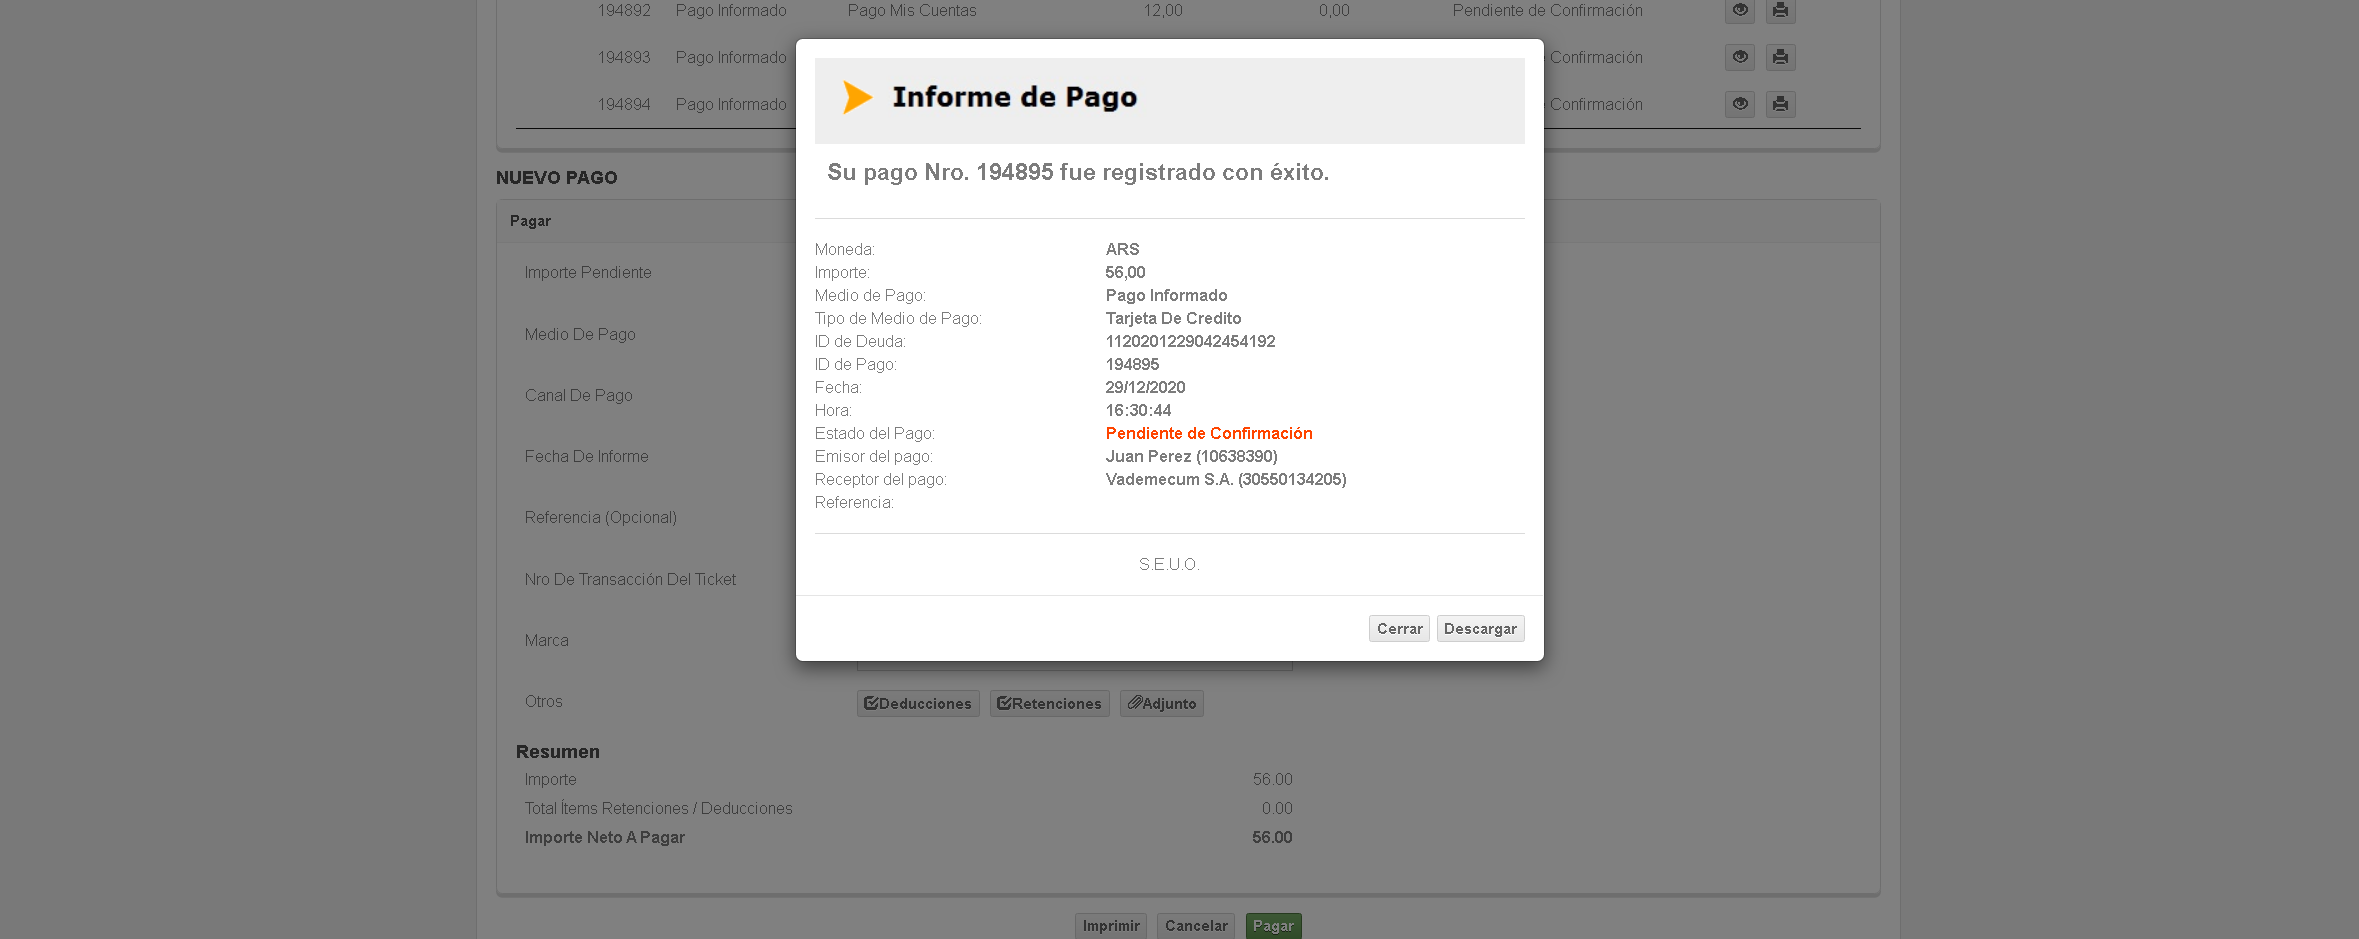 194892 Pago Informado Pago Mis Cuentas 12,00 0,00 Pendiente de Confirmación
194893 Pago Informado Confirmación
194894 Pago Informado Confirmación
Informe de Pago
Su pago Nro. 194895 fue registrado con éxito.
Moneda: ARS
Importe: 56,00
Medio de Pago: Pago Informado
Tipo de Medio de Pago: Tarjeta De Credito
ID de Deuda: 1120201229042454192
ID de Pago: 194895
Fecha: 29/12/2020
Hora: 16:30:44
Estado del Pago: Pendiente de Confirmación
Emisor del pago: Juan Perez (10638390)
Receptor del pago: Vademecum S.A. (30550134205)
Referencia:
S.E.U.O.
Cerrar Descargar
NUEVO PAGO
Pagar
Importe Pendiente
Medio De Pago
Canal De Pago
Fecha De Informe
Referencia (Opcional)
Nro De Transacción Del Ticket
Marca
Otros Deducciones Retenciones Adjunto
Resumen
Importe 56.00
Total Ítems Retenciones / Deducciones 0.00
Importe Neto A Pagar 56.00
Imprimir Cancelar Pagar